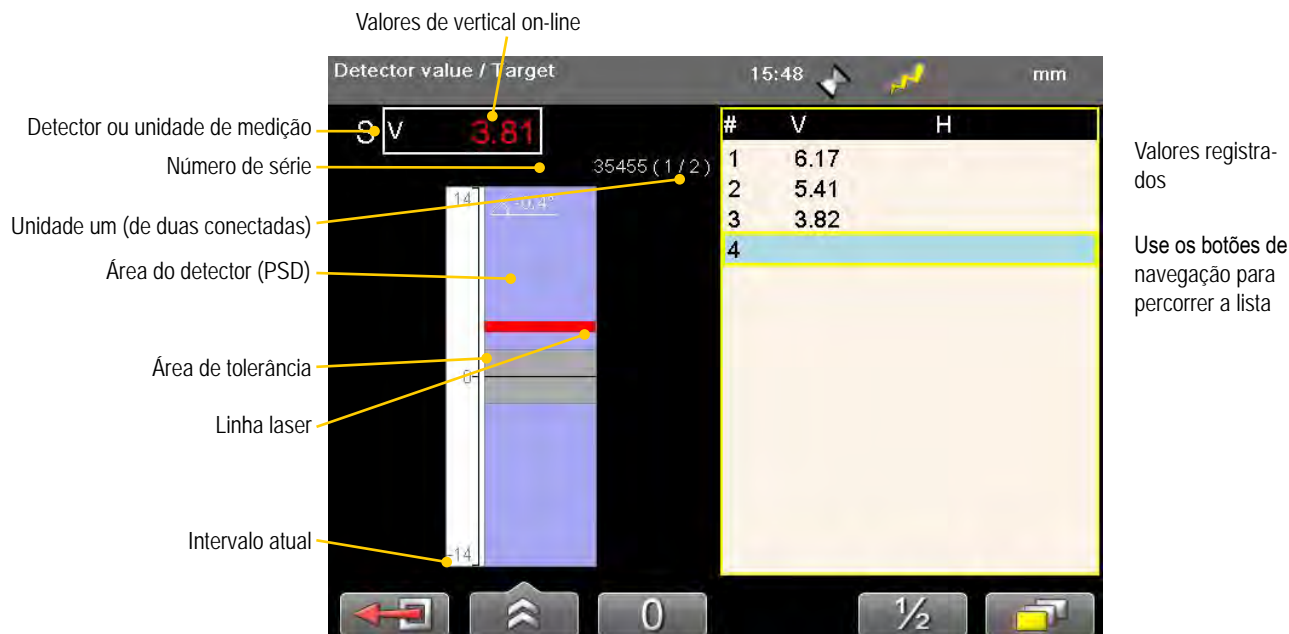 Valores de vertical on-line
Detector value / Target 15:48 mm
Detector ou unidade de medição
S V 3.81
# V H
Número de série
35455 ( 1 / 2 )
1 6.17
2 5.41
3 3.82
4
Valores registra-
dos
Unidade um (de duas conectadas)
14
-0,4°
Use os botões de
navegação para
percorrer a lista
Área do detector (PSD)
Área de tolerância
0
Linha laser
Intervalo atual
-14
0
½